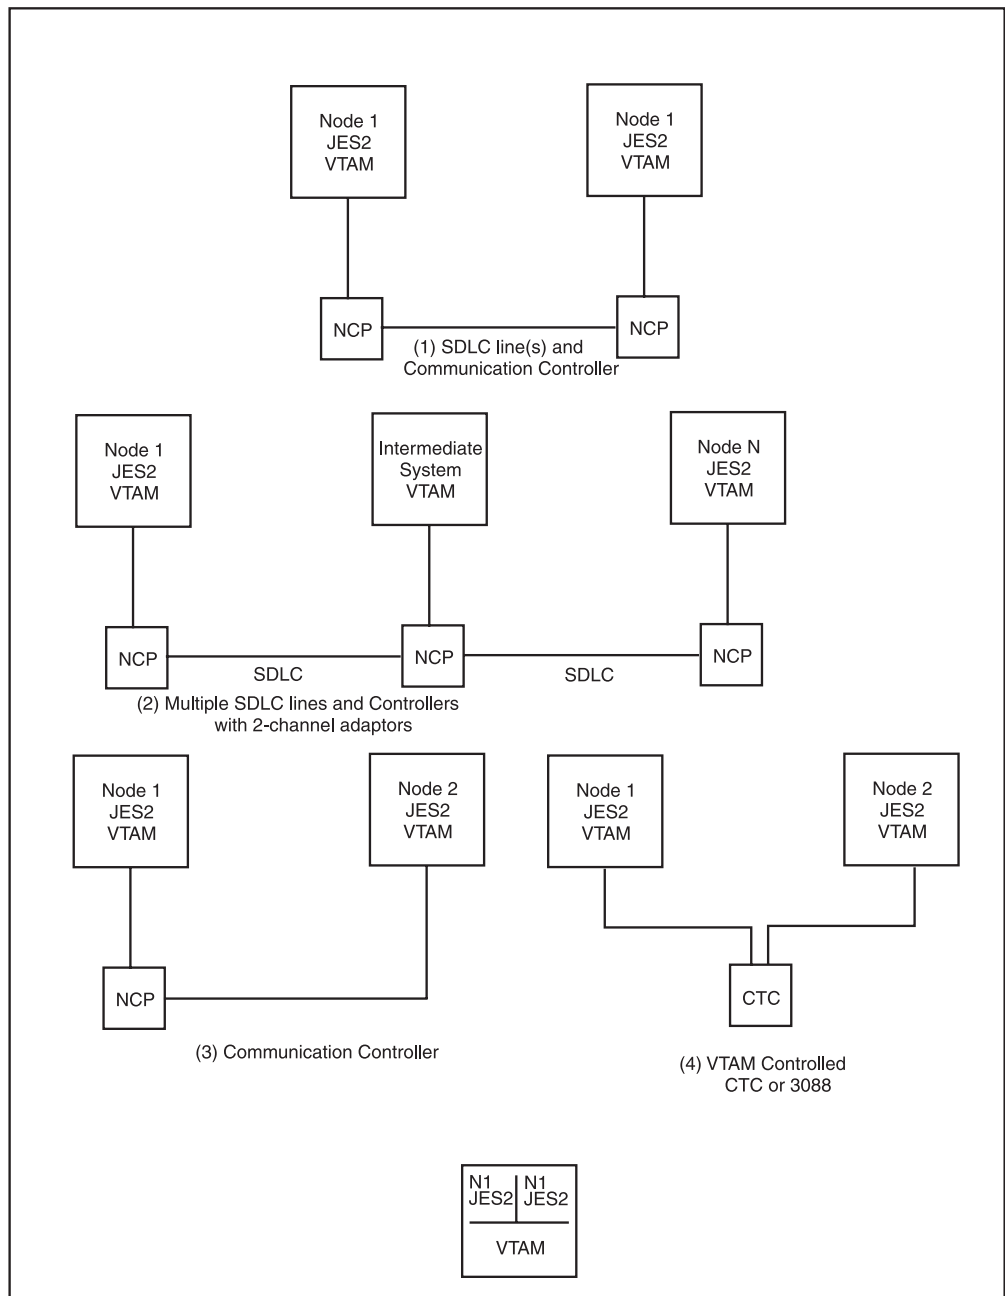 Node 1
JES2
VTAM
Node 1
JES2
VTAM
NCP
NCP
(1) SDLC line(s) and
Communication Controller
Node 1
JES2
VTAM
Intermediate
System
VTAM
Node N
JES2
VTAM
NCP
NCP
NCP
SDLC
SDLC
(2) Multiple SDLC lines and Controllers
with 2-channel adaptors
Node 1
JES2
VTAM
Node 2
JES2
VTAM
Node 1
JES2
VTAM
Node 2
JES2
VTAM
NCP
CTC
(3) Communication Controller
(4) VTAM Controlled
CTC or 3088
N1
JES2
N1
JES2
VTAM